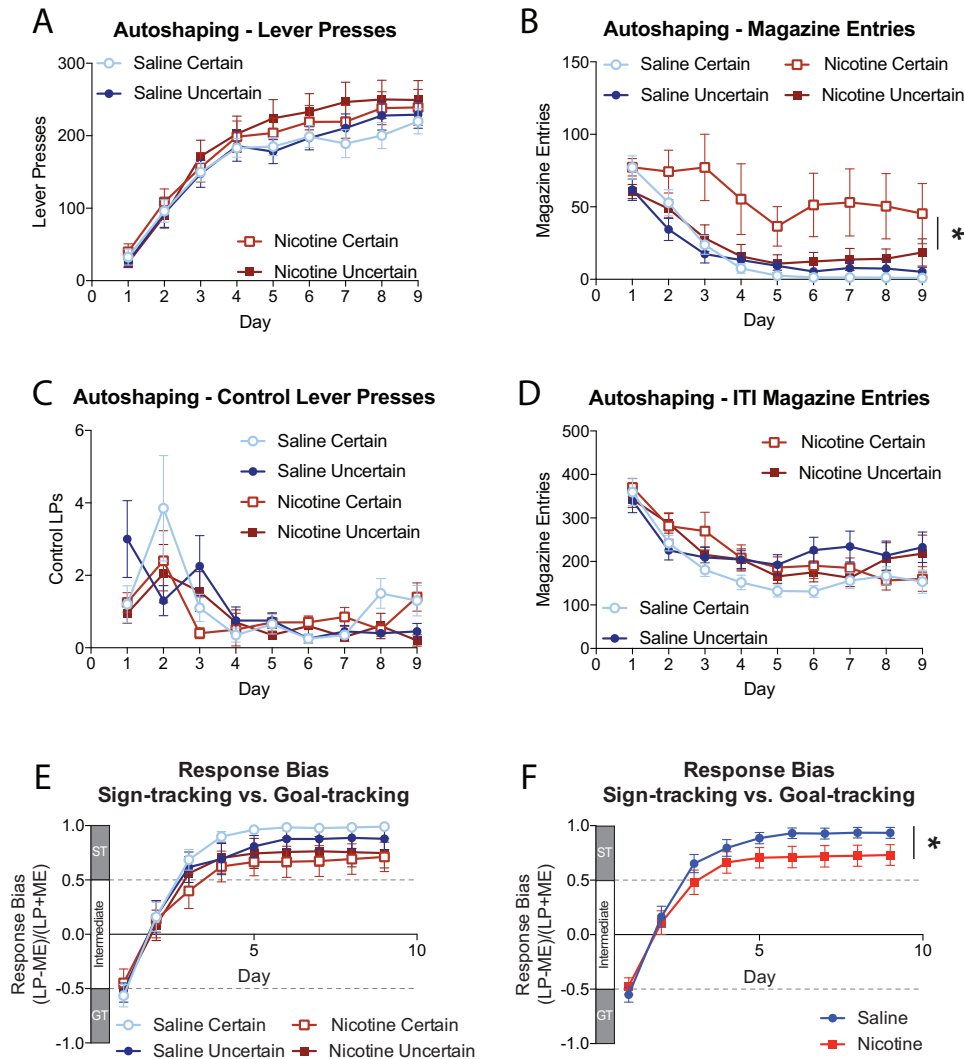 A
Autoshaping - Lever Presses
Saline Certain
Saline Uncertain
300
200
100
0
Lever Presses
Nicotine Certain
Nicotine Uncertain
0 1 2 3 4 5 6 7 8 9
Day
B
Autoshaping - Magazine Entries
Saline Certain
Nicotine Certain
Saline Uncertain
Nicotine Uncertain
150
100
50
0
Magazine Entries
*
0 1 2 3 4 5 6 7 8 9
Day
C
Autoshaping - Control Lever Presses
Saline Certain
Saline Uncertain
Nicotine Certain
Nicotine Uncertain
6
4
2
0
Control LPs
0 1 2 3 4 5 6 7 8 9
Day
D
Autoshaping - ITI Magazine Entries
Nicotine Certain
Nicotine Uncertain
500
400
300
200
100
0
Magazine Entries
Saline Certain
Saline Uncertain
0 1 2 3 4 5 6 7 8 9
Day
E
Response Bias
Sign-tracking vs. Goal-tracking
1.0
0.5
0.0
-0.5
-1.0
Response Bias
(LP-ME)/(LP+ME)
ST
Intermediate
GT
5 10
Day
Saline Certain
Nicotine Certain
Saline Uncertain
Nicotine Uncertain
F
Response Bias
Sign-tracking vs. Goal-tracking
1.0
0.5
0.0
-0.5
-1.0
Response Bias
(LP-ME)/(LP+ME)
ST
Intermediate
GT
*
5 10
Day
Saline
Nicotine